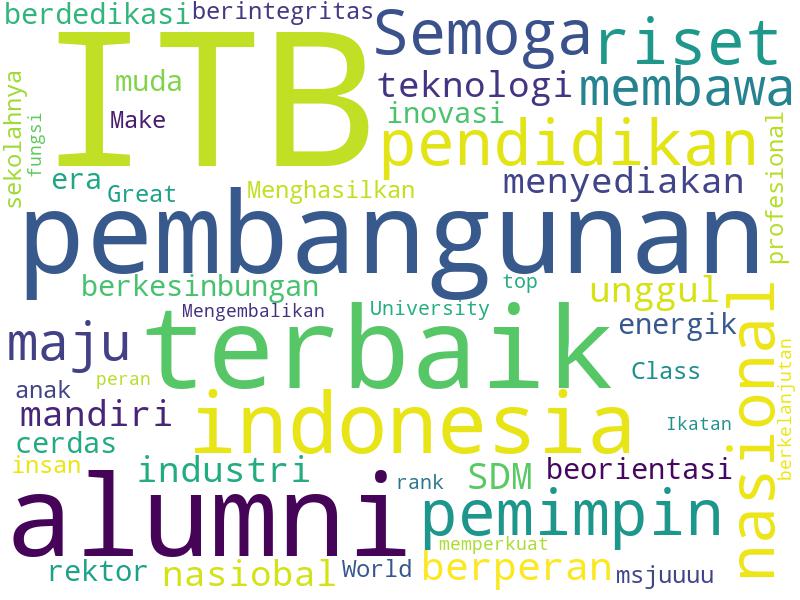 berdedikasi
berintegritas
ITB
Semoga
riset
muda
teknologi
membawa
Make
inovasi
sekolahnya
fungsi
pendidikan
profesional
era
Great
Menghasilkan
menyediakan
pembangunan
berkesinbungan
top
unggul
Mengembalikan
University
energik
maju
terbaik
nasional
berkelanjutan
peran
anak
Class
mandiri
indonesia
Ikatan
cerdas
insan
industri
rank
SDM
beorientasi
alumni
pemimpin
memperkuat
rektor
nasiobal
World
berperan
msjuuuu